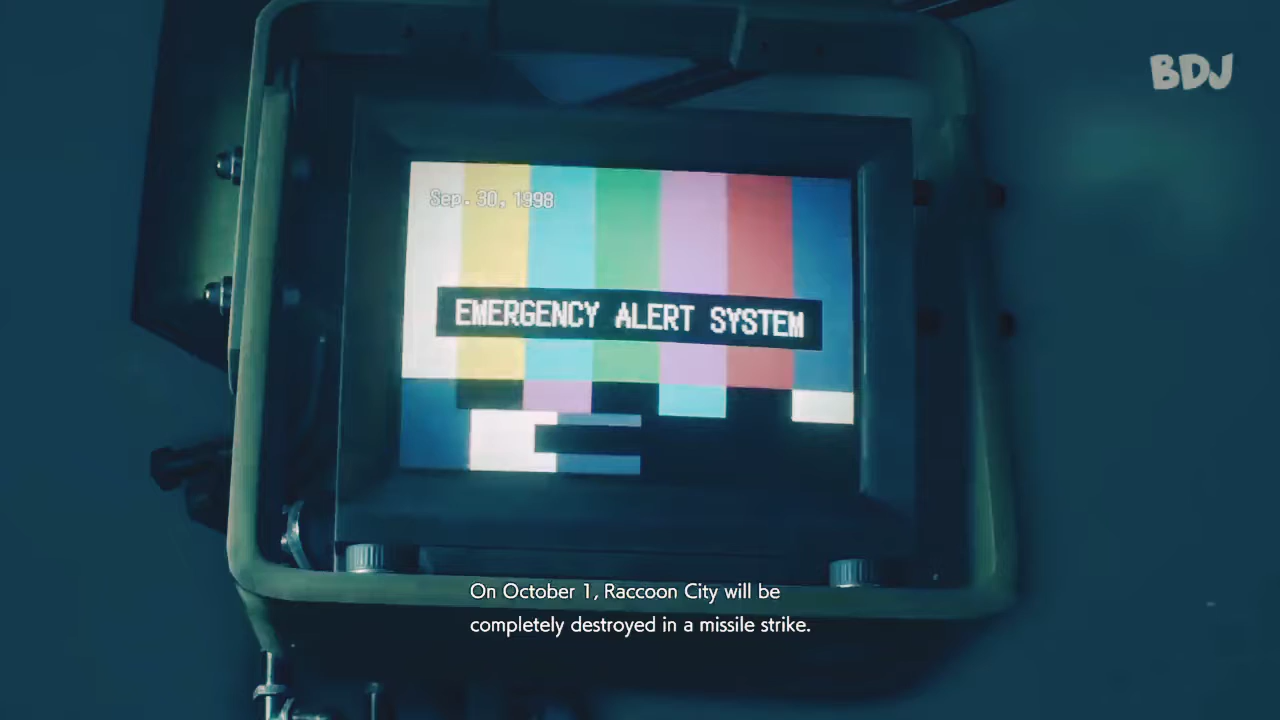 BDJ
Sep. 30, 1998
EMERGENCY ALERT SYSTEM
On October 1, Raccoon City will be
completely destroyed in a missile strike.